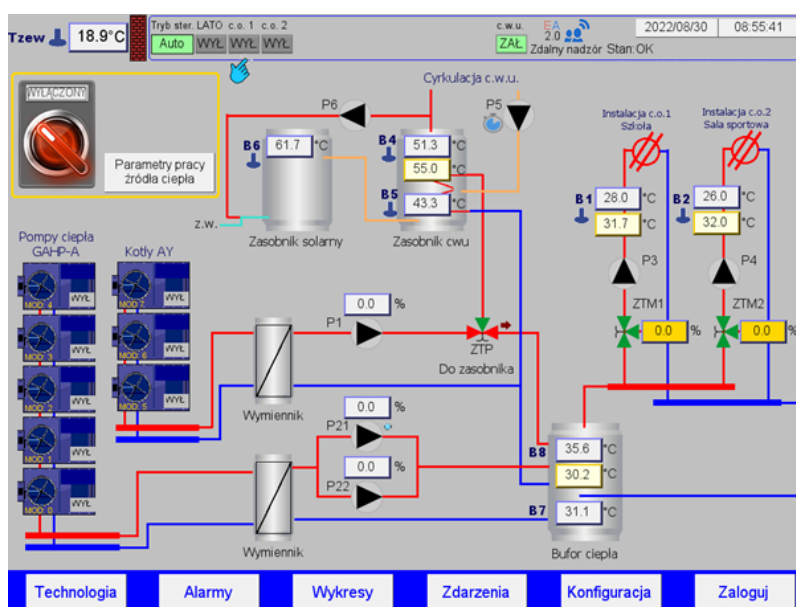 Tzew 18.9°C
Tryb ster. LATO c.o. 1 c.o. 2
Auto WYŁ WYŁ WYŁ
c.w.u.
ZAŁ
EA
2.0
Zdalny nadzór Stan: OK
2022/08/30 08:55:41
WYŁĄCZONY
Parametry pracy
źródła ciepła
Cyrkulacja c.w.u.
P6
P5
B6 61.7 °C
B4 51.3 °C
55.0 °C
B5 43.3 °C
z.w.
Zasobnik solarny
Zasobnik cwu
Instalacja c.o.1
Szkoła
Instalacja c.o.2
Sala sportowa
B1 28.0 °C
31.7 °C
B2 26.0 °C
32.0 °C
P3
P4
ZTM1
ZTM2
0.0 %
0.0 %
Pompy ciepła
GAHP-A
Kotły AY
MOD: 4 WYŁ
MOD: 3 WYŁ
MOD: 2 WYŁ
MOD: 1 WYŁ
MOD: 0 WYŁ
MOD: 7 WYŁ
MOD: 6 WYŁ
MOD: 5 WYŁ
0.0 %
P1
Wymiennik
ZTP
Do zasobnika
0.0 %
P21
0.0 %
P22
Wymiennik
B8 35.6 °C
30.2 °C
B7 31.1 °C
Bufor ciepła
Technologia
Alarmy
Wykresy
Zdarzenia
Konfiguracja
Zaloguj